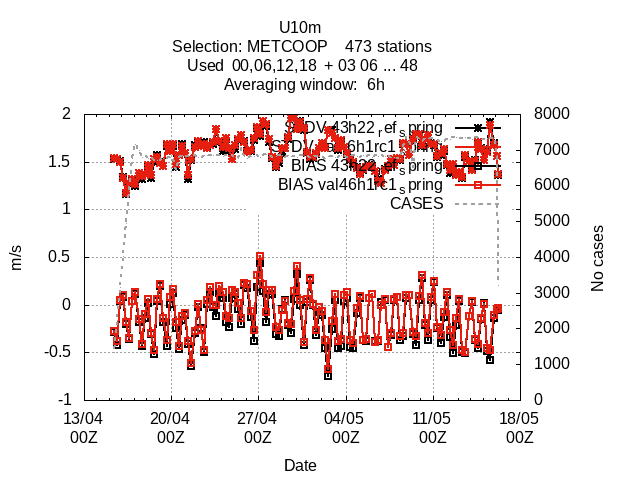 U10m
Selection: METCOOP 473 stations
Used 00,06,12,18 + 03 06 ... 48
Averaging window: 6h
2
1.5
1
0.5
0
-0.5
-1
m/s
8000
7000
6000
5000
4000
3000
2000
1000
0
No cases
STDV 43h22_ref_spring
STDV val46h1rc1_spring
BIAS 43h22_ref_spring
BIAS val46h1rc1_spring
CASES
13/04 20/04 27/04 04/05 11/05 18/05
00Z 00Z 00Z 00Z 00Z 00Z
Date